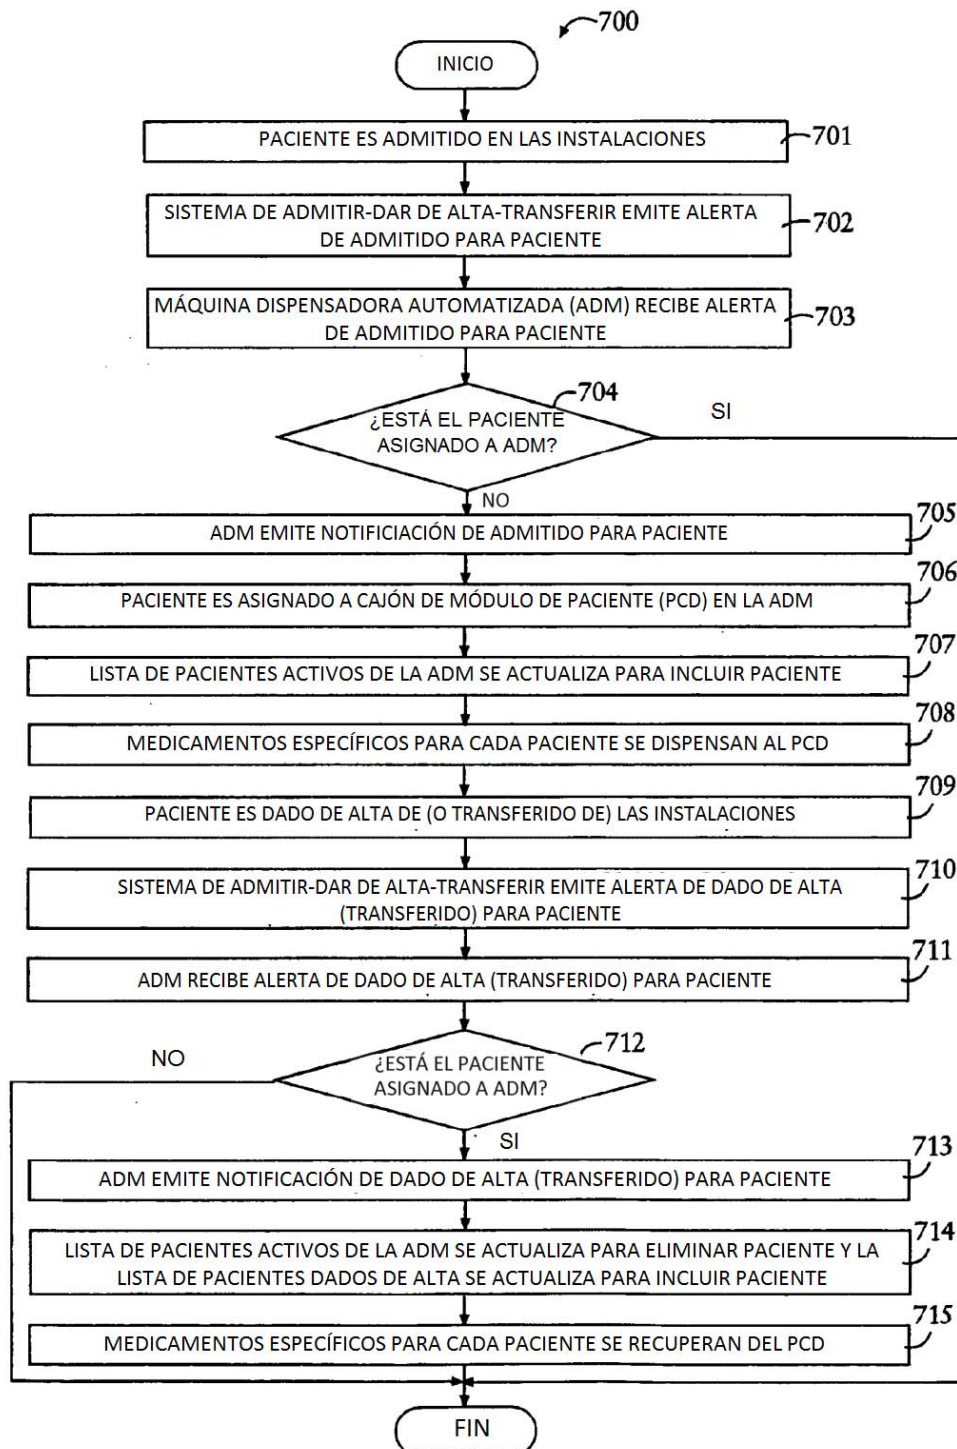 700
INICIO
PACIENTE ES ADMITIDO EN LAS INSTALACIONES
701
SISTEMA DE ADMITIR-DAR DE ALTA-TRANSFERIR EMITE ALERTA
DE ADMITIDO PARA PACIENTE
702
MÁQUINA DISPENSADORA AUTOMATIZADA (ADM) RECIBE ALERTA
DE ADMITIDO PARA PACIENTE
703
704
¿ESTÁ EL PACIENTE
ASIGNADO A ADM?
SI
NO
705
ADM EMITE NOTIFICIACIÓN DE ADMITIDO PARA PACIENTE
706
PACIENTE ES ASIGNADO A CAJÓN DE MÓDULO DE PACIENTE (PCD) EN LA ADM
707
LISTA DE PACIENTES ACTIVOS DE LA ADM SE ACTUALIZA PARA INCLUIR PACIENTE
708
MEDICAMENTOS ESPECÍFICOS PARA CADA PACIENTE SE DISPENSAN AL PCD
709
PACIENTE ES DADO DE ALTA DE (O TRANSFERIDO DE) LAS INSTALACIONES
710
SISTEMA DE ADMITIR-DAR DE ALTA-TRANSFERIR EMITE ALERTA DE DADO DE ALTA
(TRANSFERIDO) PARA PACIENTE
711
ADM RECIBE ALERTA DE DADO DE ALTA (TRANSFERIDO) PARA PACIENTE
712
NO
¿ESTÁ EL PACIENTE
ASIGNADO A ADM?
SI
713
ADM EMITE NOTIFICACIÓN DE DADO DE ALTA (TRANSFERIDO) PARA PACIENTE
714
LISTA DE PACIENTES ACTIVOS DE LA ADM SE ACTUALIZA PARA ELIMINAR PACIENTE Y LA
LISTA DE PACIENTES DADOS DE ALTA SE ACTUALIZA PARA INCLUIR PACIENTE
715
MEDICAMENTOS ESPECÍFICOS PARA CADA PACIENTE SE RECUPERAN DEL PCD
FIN